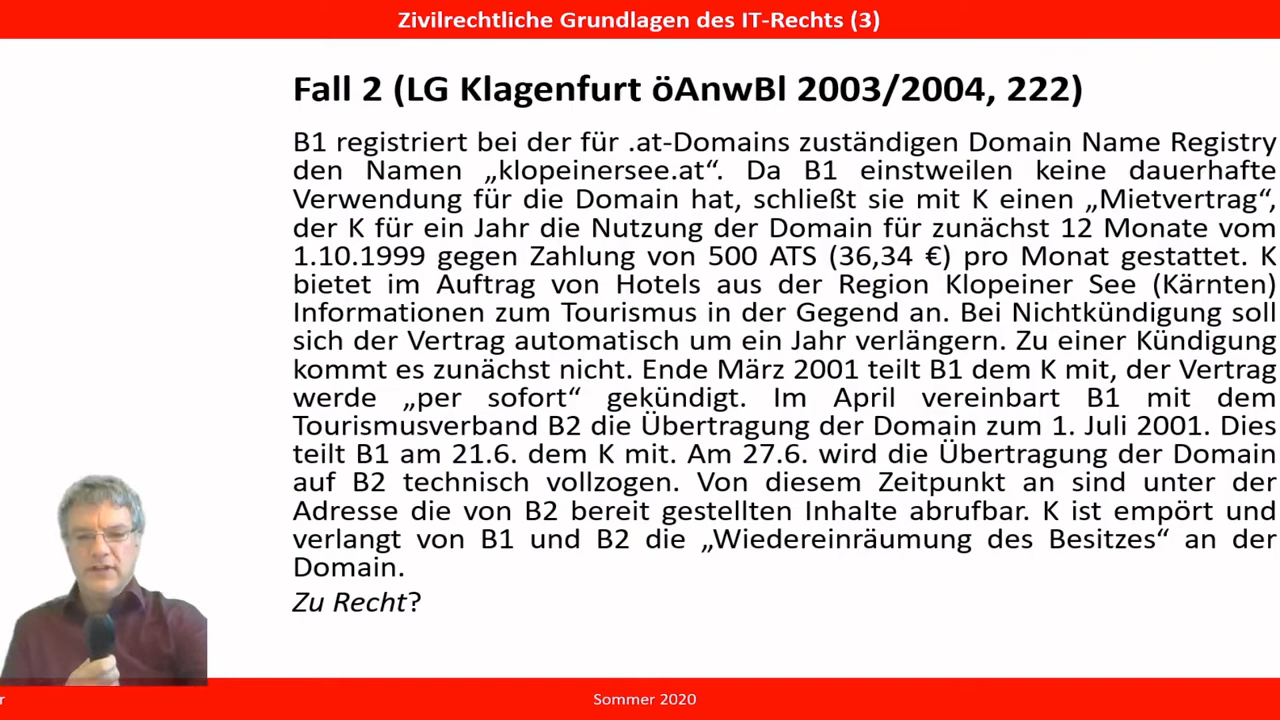 Zivilrechtliche Grundlagen des IT-Rechts (3)
Fall 2 (LG Klagenfurt öAnwBl 2003/2004, 222)
B1 registriert bei der für .at-Domains zuständigen Domain Name Registry
den Namen „klopeinersee.at“. Da B1 einstweilen keine dauerhafte
Verwendung für die Domain hat, schließt sie mit K einen „Mietvertrag“,
der K für ein Jahr die Nutzung der Domain für zunächst 12 Monate vom
1.10.1999 gegen Zahlung von 500 ATS (36,34 €) pro Monat gestattet. K
bietet im Auftrag von Hotels aus der Region Klopeiner See (Kärnten)
Informationen zum Tourismus in der Gegend an. Bei Nichtkündigung soll
sich der Vertrag automatisch um ein Jahr verlängern. Zu einer Kündigung
kommt es zunächst nicht. Ende März 2001 teilt B1 dem K mit, der Vertrag
werde „per sofort“ gekündigt. Im April vereinbart B1 mit dem
Tourismusverband B2 die Übertragung der Domain zum 1. Juli 2001. Dies
teilt B1 am 21.6. dem K mit. Am 27.6. wird die Übertragung der Domain
auf B2 technisch vollzogen. Von diesem Zeitpunkt an sind unter der
Adresse die von B2 bereit gestellten Inhalte abrufbar. K ist empört und
verlangt von B1 und B2 die „Wiedereinräumung des Besitzes“ an der
Domain.
Zu Recht?
r
Sommer 2020